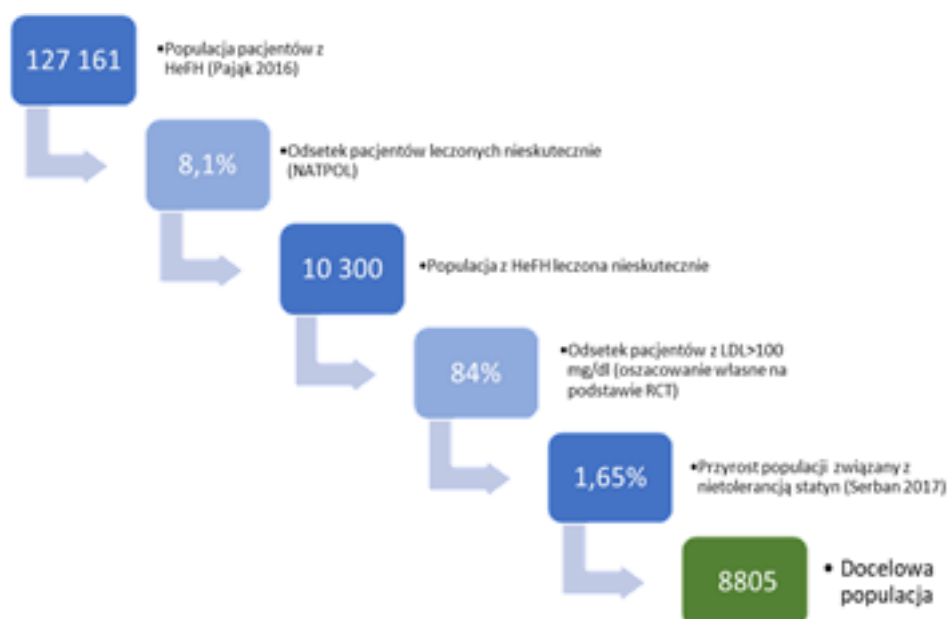 127 161
•Populacja pacjentów z
HeFH (Pająk 2016)
8,1%
•Odsetek pacjentów leczonych nieskutecznie
(NATPOL)
10 300
•Populacja z HeFH leczona nieskutecznie
84%
•Odsetek pacjentów z LDL>100
mg/dl (oszacowanie własne na
podstawie RCT)
1,65%
•Przyrost populacji związany z
nietolerancją statyn (Serban 2017)
8805
• Docelowa
populacja